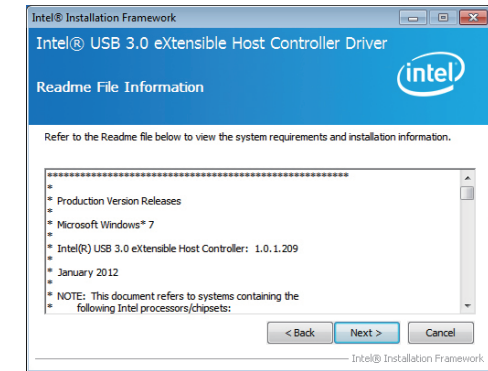 Intel® Installation Framework
Intel® USB 3.0 eXtensible Host Controller Driver
Readme File Information
intel®
Refer to the Readme file below to view the system requirements and installation information.
*******************************************************
*
* Production Version Releases
*
* Microsoft Windows* 7
*
* Intel(R) USB 3.0 eXtensible Host Controller: 1.0.1.209
*
* January 2012
*
* NOTE: This document refers to systems containing the
* following Intel processors/chipsets:
< Back Next > Cancel
Intel® Installation Framework